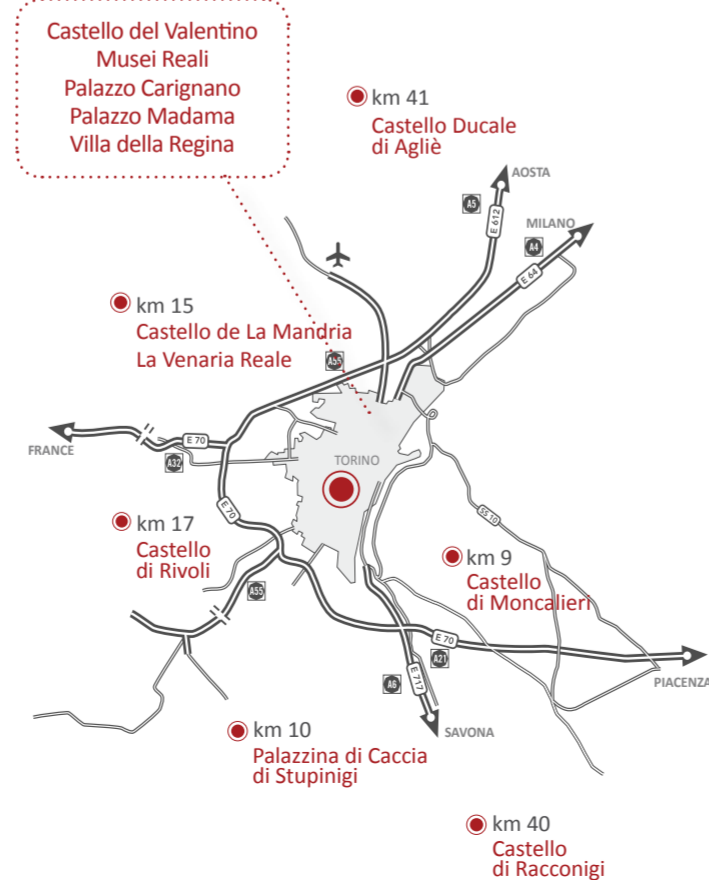 Castello del Valentino
Musei Reali
Palazzo Carignano
Palazzo Madama
Villa della Regina
km 41
Castello Ducale
di Agliè
AOSTA
A5
E 612
MILANO
A4
E 64
km 15
Castello de La Mandria
La Venaria Reale
A55
FRANCE
E 70
A32
TORINO
E 70
km 17
Castello
di Rivoli
SS 10
km 9
Castello
di Moncalieri
A55
E 70
A21
PIACENZA
A6
E 717
SAVONA
km 10
Palazzina di Caccia
di Stupinigi
km 40
Castello
di Racconigi